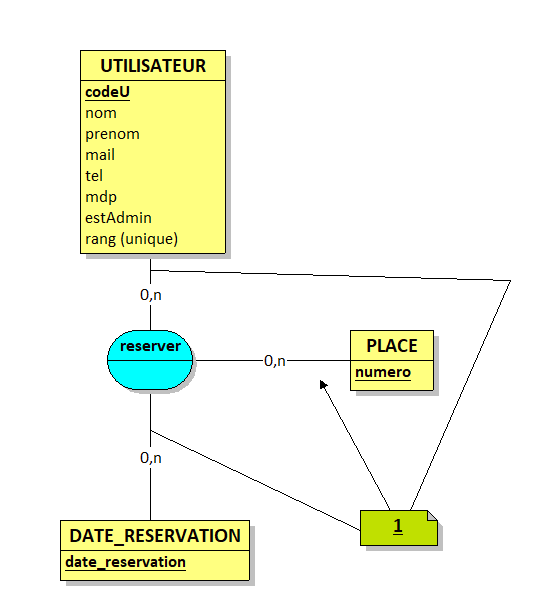 UTILISATEUR
codeU
nom
prenom
mail
tel
mdp
estAdmin
rang (unique)
0,n
reserver
0,n
PLACE
numero
0,n
DATE_RESERVATION
date_reservation
1